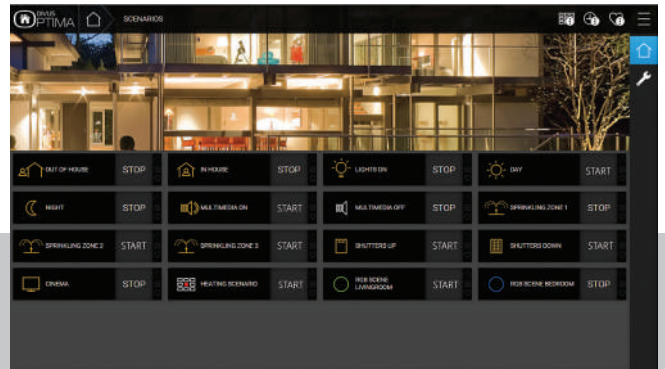 DIVUS
OPTIMA
SCENARIOS
OUT OF HOUSE STOP
IN HOUSE STOP
LIGHTS ON STOP
DAY START
NIGHT STOP
MULTIMEDIA ON START
MULTIMEDIA OFF STOP
SPRINKLING ZONE 1 STOP
SPRINKLING ZONE 2 START
SPRINKLING ZONE 3 START
SHUTTERS UP START
SHUTTERS DOWN START
CINEMA STOP
HEATING SCENARIO START
RGB SCENE
LIVINGROOM START
RGB SCENE BEDROOM STOP